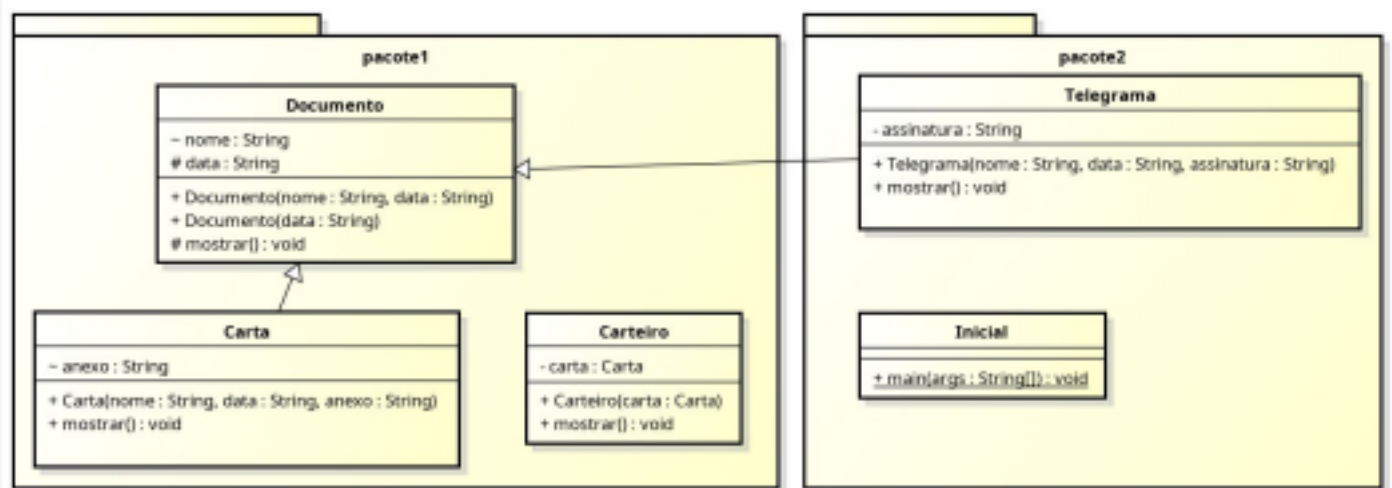 pacote1
Documento
~ nome : String
# data : String
+ Documento(nome : String, data : String)
+ Documento(data : String)
# mostrar() : void
Carta
~ anexo : String
+ Carta(nome : String, data : String, anexo : String)
+ mostrar() : void
Carteiro
- carta : Carta
+ Carteiro(carta : Carta)
+ mostrar() : void
pacote2
Telegrama
- assinatura : String
+ Telegrama(nome : String, data : String, assinatura : String)
+ mostrar() : void
Inicial
+ main(args : String[]) : void